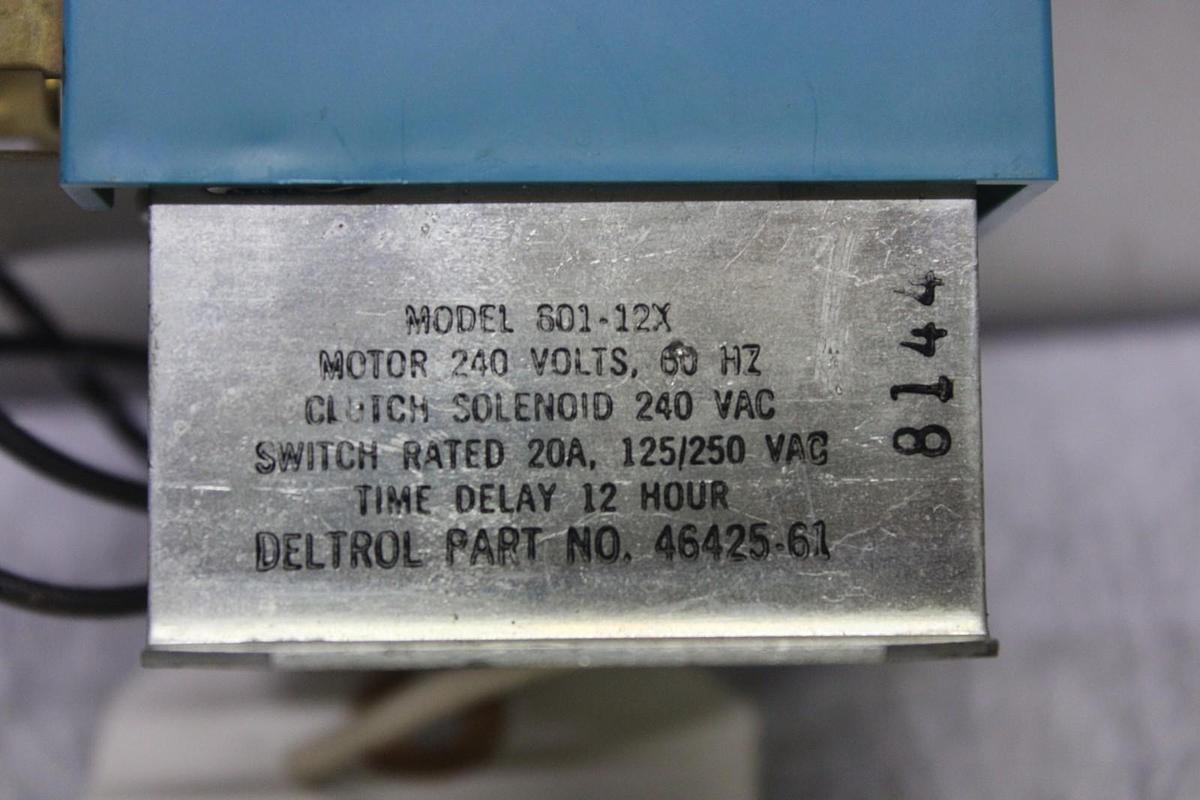 MODEL 601-12X
MOTOR 240 VOLTS, 60 HZ
CLUTCH SOLENOID 240 VAC
SWITCH RATED 20A, 125/250 VAC
TIME DELAY 12 HOUR
DELTROL PART NO. 46425-61
8144